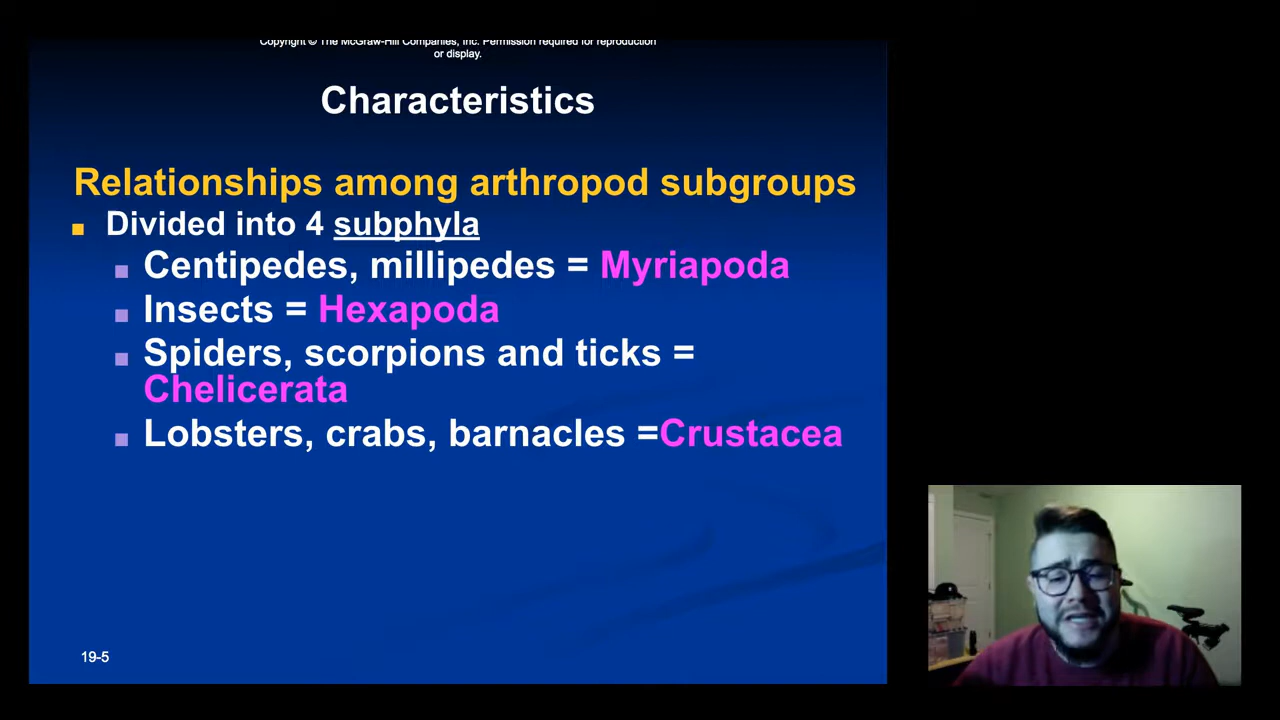 Copyright © The McGraw-Hill Companies, Inc. Permission required for reproduction
or display.
Characteristics
Relationships among arthropod subgroups
Divided into 4 subphyla
Centipedes, millipedes = Myriapoda
Insects = Hexapoda
Spiders, scorpions and ticks =
Chelicerata
Lobsters, crabs, barnacles =Crustacea
19-5